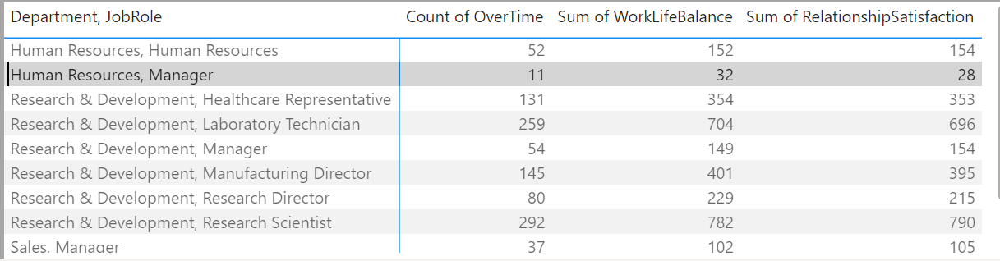 Department, JobRole Count of OverTime Sum of WorkLifeBalance Sum of RelationshipSatisfaction
Human Resources, Human Resources 52 152 154
Human Resources, Manager 11 32 28
Research & Development, Healthcare Representative 131 354 353
Research & Development, Laboratory Technician 259 704 696
Research & Development, Manager 54 149 154
Research & Development, Manufacturing Director 145 401 395
Research & Development, Research Director 80 229 215
Research & Development, Research Scientist 292 782 790
Sales, Manager 37 102 105